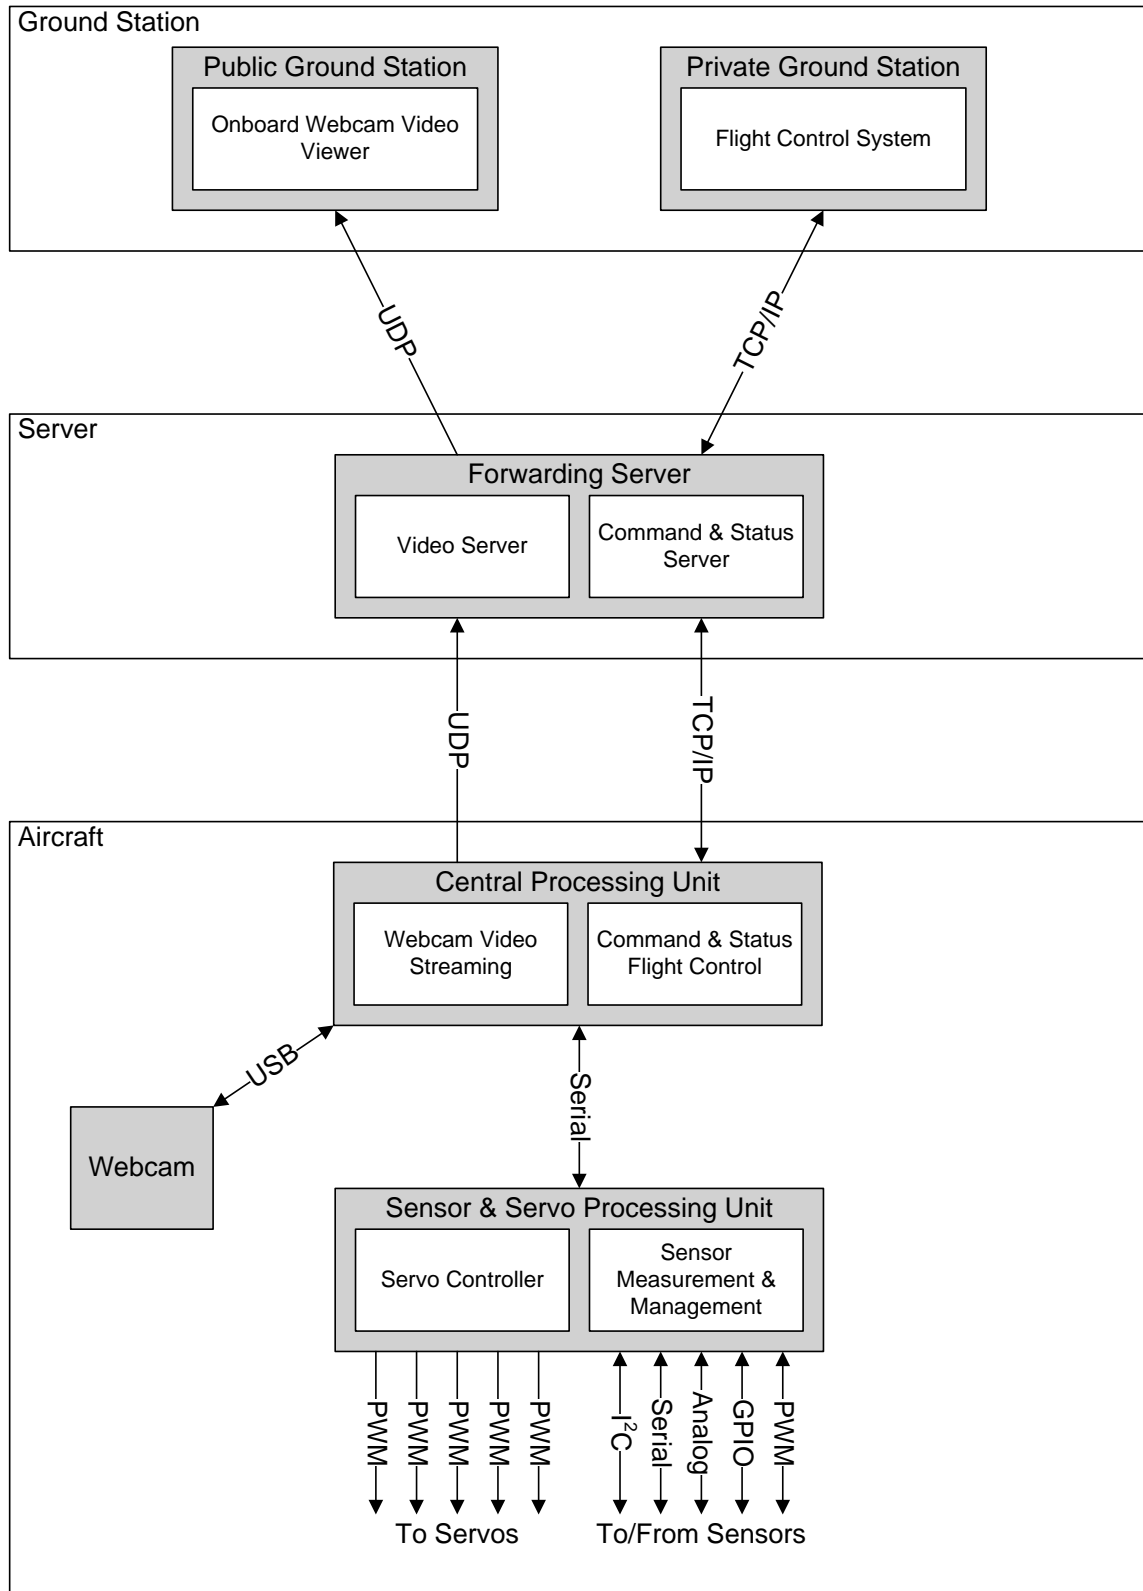 Ground Station
Public Ground Station
Onboard Webcam Video
Viewer
Private Ground Station
Flight Control System
UDP
TCP/IP
Server
Forwarding Server
Video Server
Command & Status
Server
UDP
TCP/IP
Aircraft
Central Processing Unit
Webcam Video
Streaming
Command & Status
Flight Control
USB
Serial
Webcam
Sensor & Servo Processing Unit
Servo Controller
Sensor
Measurement &
Management
PWM
PWM
PWM
PWM
PWM
I²C
Serial
Analog
GPIO
PWM
To Servos
To/From Sensors